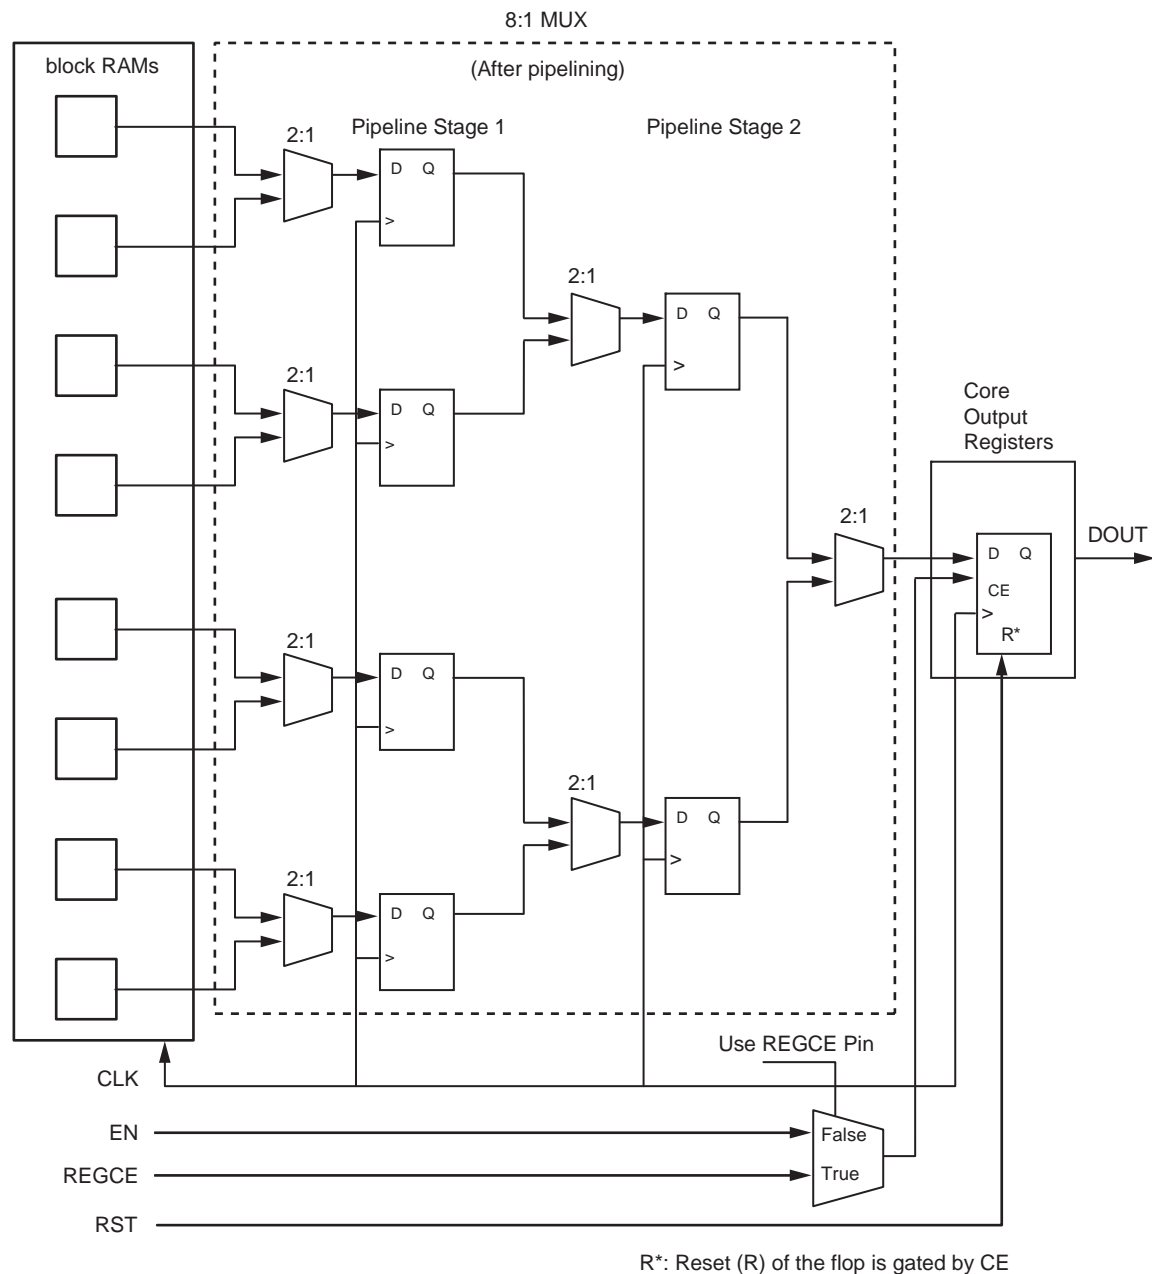 8:1 MUX
block RAMs
(After pipelining)
Pipeline Stage 1
Pipeline Stage 2
2:1
D Q
>
2:1
D Q
>
2:1
D Q
>
Core
Output
Registers
2:1
D Q
CE
>
R*
DOUT
2:1
D Q
>
2:1
D Q
>
2:1
D Q
>
Use REGCE Pin
CLK
EN
False
REGCE
True
RST
R*: Reset (R) of the flop is gated by CE